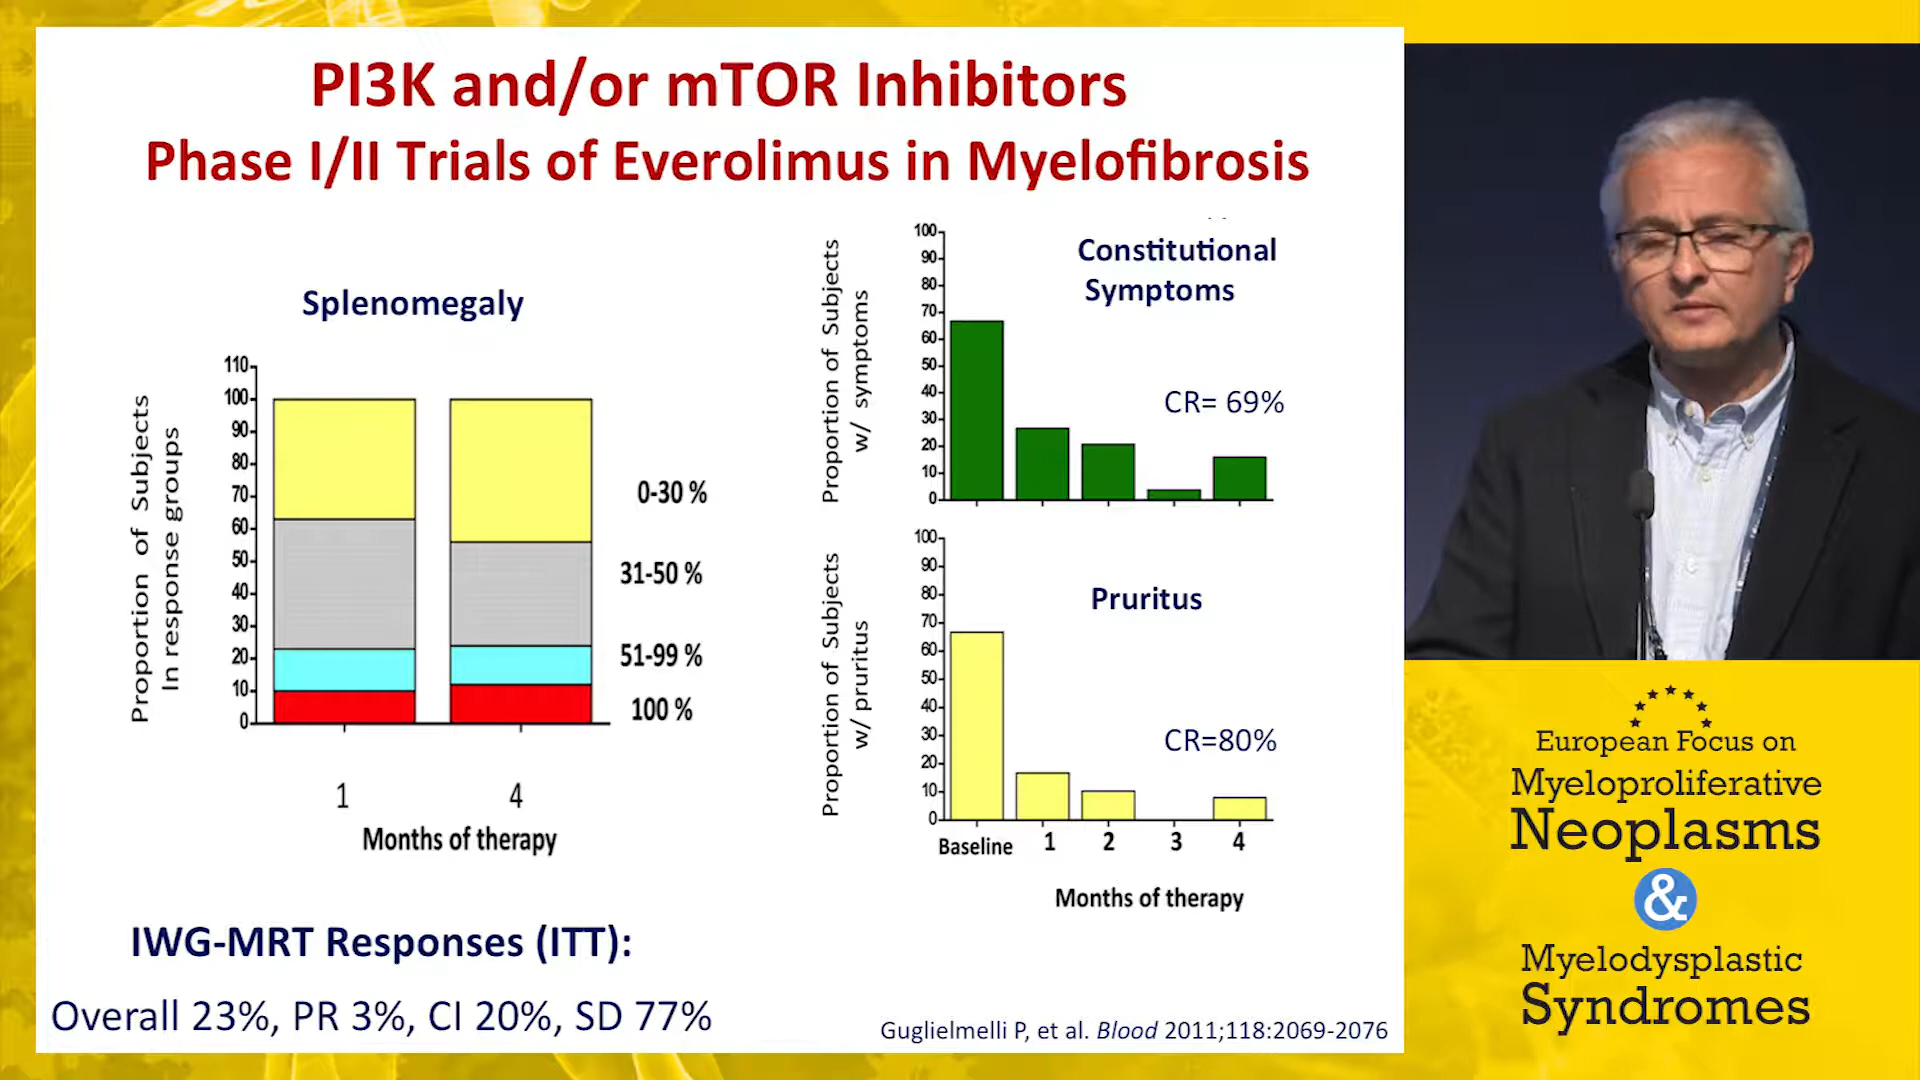 PI3K and/or mTOR Inhibitors
Phase I/II Trials of Everolimus in Myelofibrosis
Splenomegaly
Proportion of Subjects
In response groups
110
100
90
80
70
60
50
40
30
20
10
0
0-30 %
31-50 %
51-99 %
100 %
1
4
Months of therapy
Constitutional
Symptoms
Proportion of Subjects
w/ symptoms
100
90
80
70
60
50
40
30
20
10
0
CR= 69%
Pruritus
Proportion of Subjects
w/ pruritus
100
90
80
70
60
50
40
30
20
10
0
CR=80%
Baseline 1 2 3 4
Months of therapy
IWG-MRT Responses (ITT):
Overall 23%, PR 3%, CI 20%, SD 77%
Guglielmelli P, et al. Blood 2011;118:2069-2076
European Focus on
Myeloproliferative
Neoplasms
&
Myelodysplastic
Syndromes